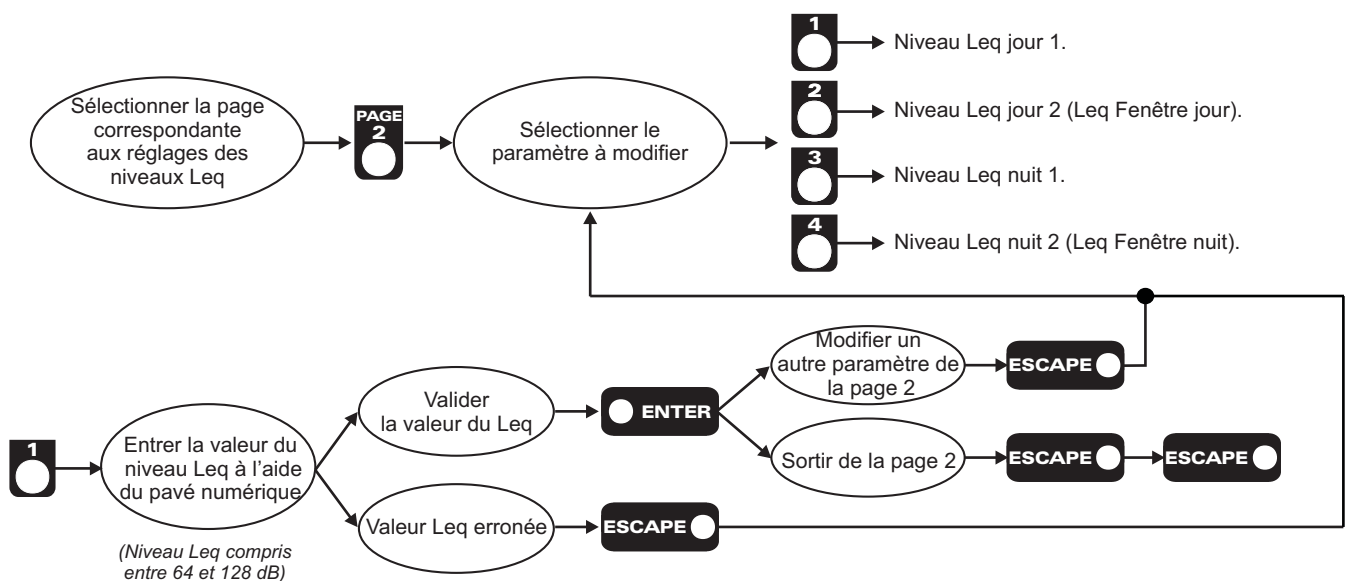 Sélectionner la page
correspondante
aux réglages des
niveaux Leq
PAGE
2
Sélectionner le
paramètre à modifier
1
Niveau Leq jour 1.
2
Niveau Leq jour 2 (Leq Fenêtre jour).
3
Niveau Leq nuit 1.
4
Niveau Leq nuit 2 (Leq Fenêtre nuit).
1
Entrer la valeur du
niveau Leq à l'aide
du pavé numérique
(Niveau Leq compris
entre 64 et 128 dB)
Valider
la valeur du Leq
ENTER
Modifier un
autre paramètre de
la page 2
ESCAPE
Sortir de la page 2
ESCAPE
ESCAPE
Valeur Leq erronée
ESCAPE